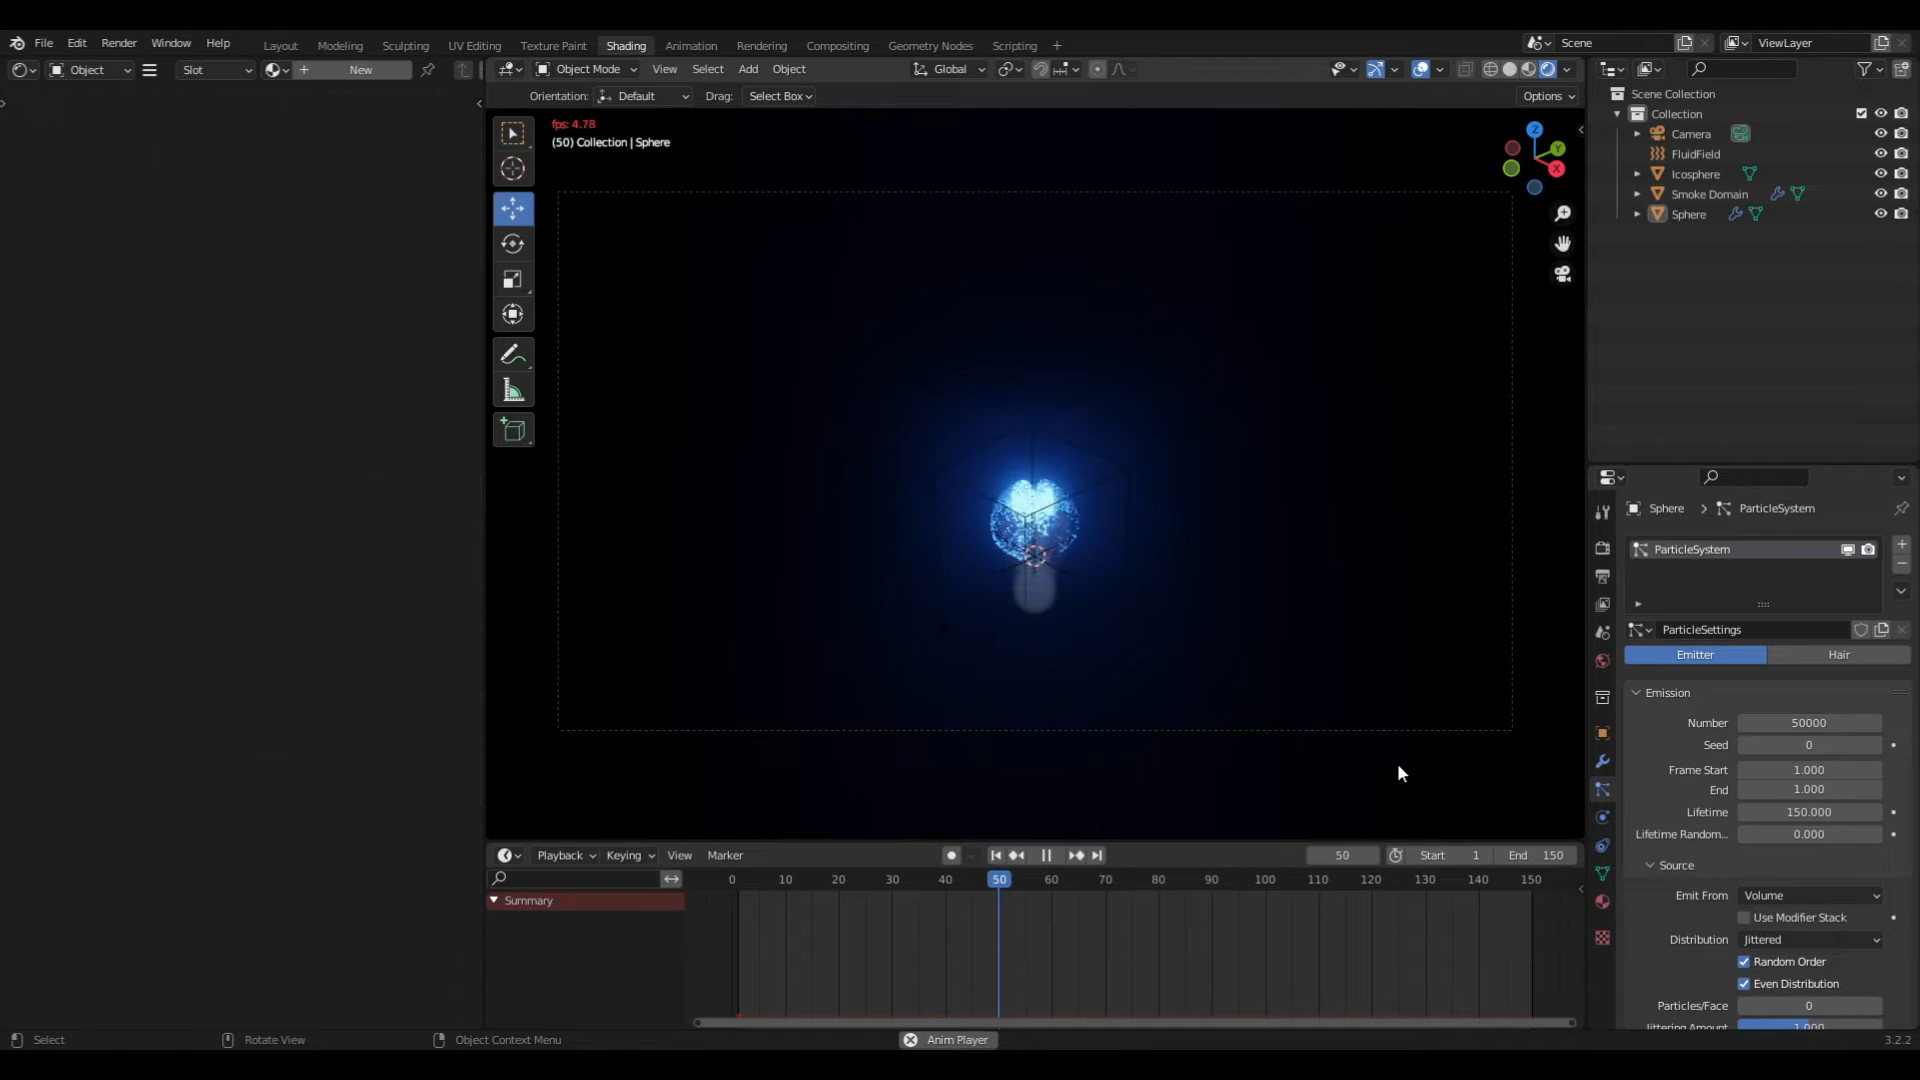 File Edit Render Window Help Layout Modeling Sculpting UV Editing Texture Paint Shading Animation Rendering Compositing Geometry Nodes Scripting + Scene ViewLayer
Object Slot New Object Mode View Select Add Object Global
Orientation: Default Drag: Select Box Options
fps: 4.78
(50) Collection | Sphere
Z
Y
X
Scene Collection
Collection
Camera
FluidField
Icosphere
Smoke Domain
Sphere
Sphere > ParticleSystem
ParticleSystem
ParticleSettings
Emitter Hair
Emission
Number 50000
Seed 0
Frame Start 1.000
End 1.000
Lifetime 150.000
Lifetime Random... 0.000
Source
Emit From Volume
Use Modifier Stack
Distribution Jittered
Random Order
Even Distribution
Particles/Face 0
Jittering Amount 1.000
Playback Keying View Marker 50 Start 1 End 150
0 10 20 30 40 50 60 70 80 90 100 110 120 130 140 150
Summary
Select Rotate View Object Context Menu Anim Player 3.2.2